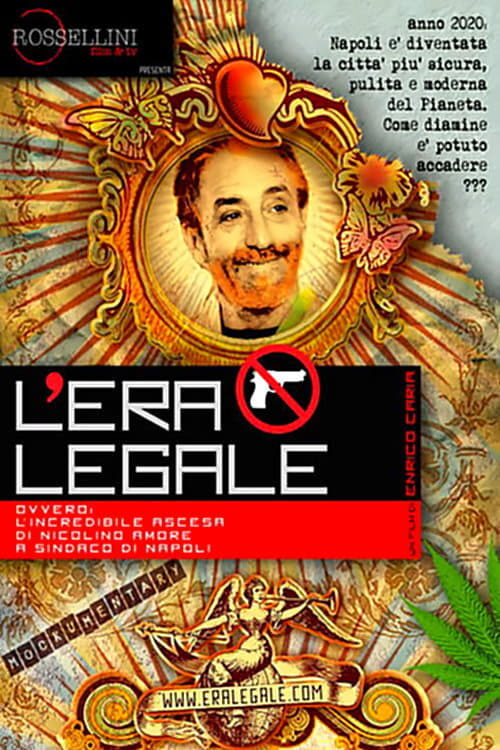 ROSSELLINI
film & tv
PRESENTA
anno 2020,
Napoli e' diventata
la citta' piu' sicura,
pulita e moderna
del Pianeta.
Come diamine
e' potuto
accadere
???
L'ERA
LEGALE
UN FILM DI ENRICO CARIA
OVVERO:
L'INCREDIBILE ASCESA
DI NICOLINO AMORE
A SINDACO DI NAPOLI
MOCKUMENTARY
WWW.ERALEGALE.COM